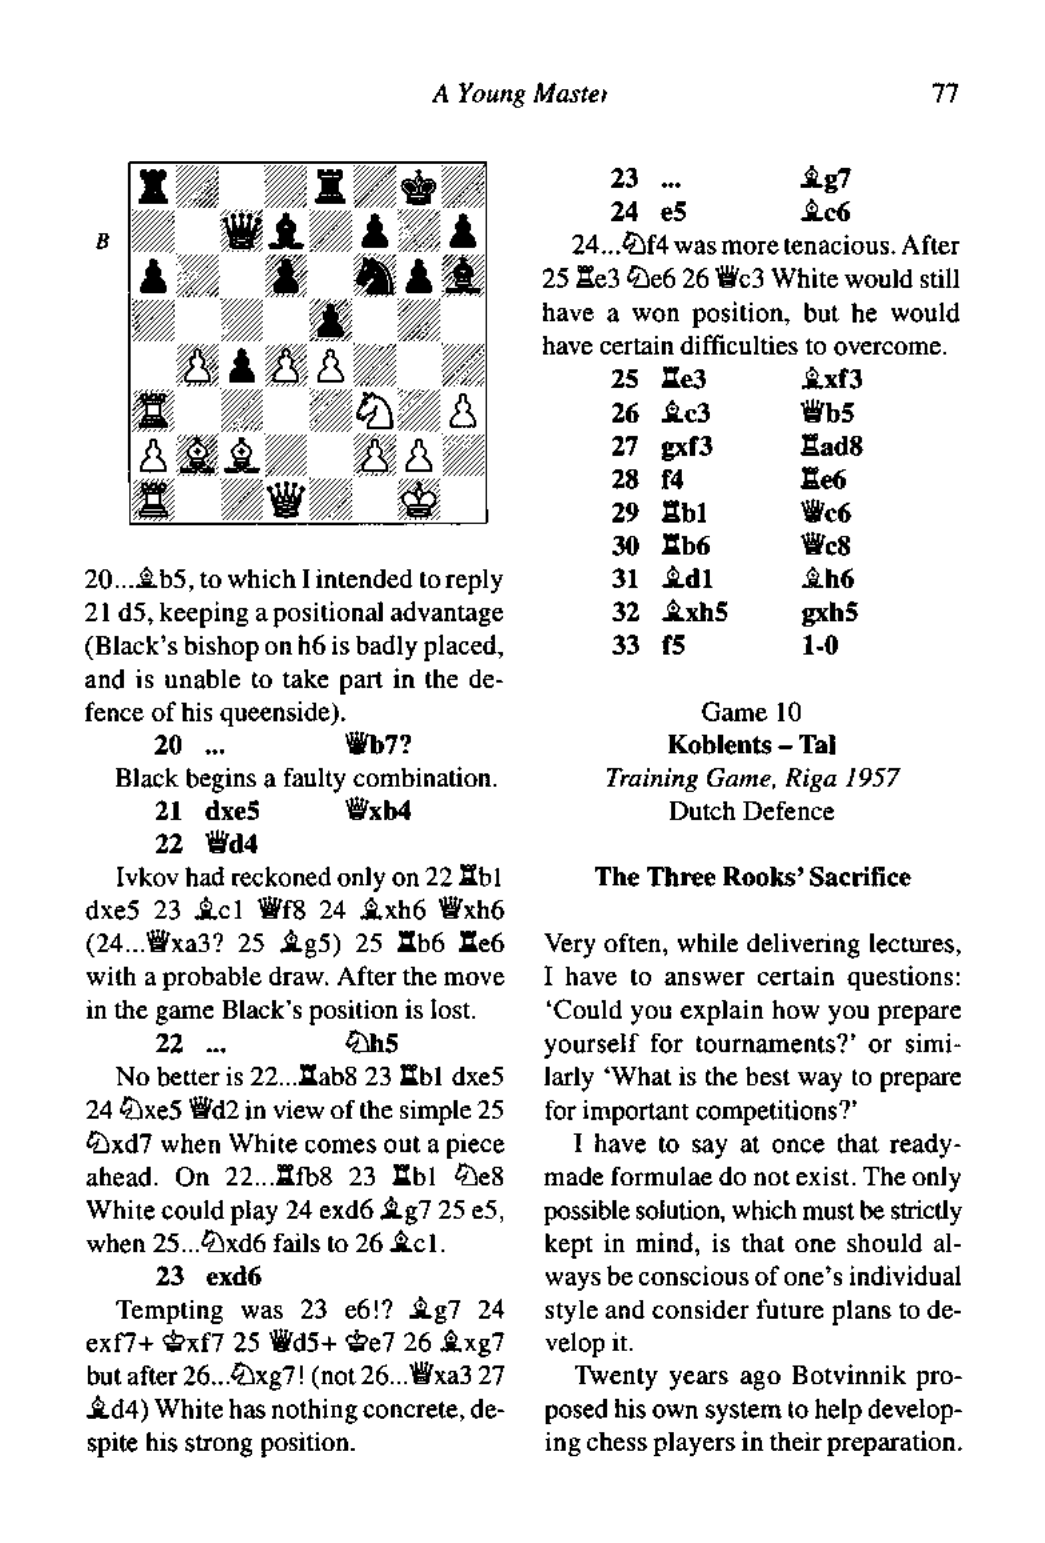 A Young Master
77
B
20...♗b5, to which I intended to reply
21 d5, keeping a positional advantage
(Black's bishop on h6 is badly placed,
and is unable to take part in the de-
fence of his queenside).
20 ... ♕b7?
Black begins a faulty combination.
21 dxe5 ♕xb4
22 ♕d4
Ivkov had reckoned only on 22 ♖b1
dxe5 23 ♗c1 ♕f8 24 ♗xh6 ♕xh6
(24...♕xa3? 25 ♗g5) 25 ♖b6 ♖e6
with a probable draw. After the move
in the game Black's position is lost.
22 ... ♘h5
No better is 22...♖ab8 23 ♖b1 dxe5
24 ♘xe5 ♕d2 in view of the simple 25
♘xd7 when White comes out a piece
ahead. On 22...♖fb8 23 ♖b1 ♘e8
White could play 24 exd6 ♗g7 25 e5,
when 25...♘xd6 fails to 26 ♗c1.
23 exd6
Tempting was 23 e6!? ♗g7 24
exf7+ ♔xf7 25 ♕d5+ ♔e7 26 ♗xg7
but after 26...♘xg7! (not 26...♕xa3 27
♗d4) White has nothing concrete, de-
spite his strong position.
23 ... ♗g7
24 e5 ♗c6
24...♘f4 was more tenacious. After
25 ♖e3 ♘e6 26 ♕c3 White would still
have a won position, but he would
have certain difficulties to overcome.
25 ♖e3 ♗xf3
26 ♗c3 ♕b5
27 gxf3 ♖ad8
28 f4 ♖e6
29 ♖b1 ♕c6
30 ♖b6 ♕c8
31 ♗d1 ♗h6
32 ♗xh5 gxh5
33 f5 1-0
Game 10
Koblents – Tal
Training Game, Riga 1957
Dutch Defence
The Three Rooks' Sacrifice
Very often, while delivering lectures,
I have to answer certain questions:
'Could you explain how you prepare
yourself for tournaments?' or simi-
larly 'What is the best way to prepare
for important competitions?'
I have to say at once that ready-
made formulae do not exist. The only
possible solution, which must be strictly
kept in mind, is that one should al-
ways be conscious of one's individual
style and consider future plans to de-
velop it.
Twenty years ago Botvinnik pro-
posed his own system to help develop-
ing chess players in their preparation.